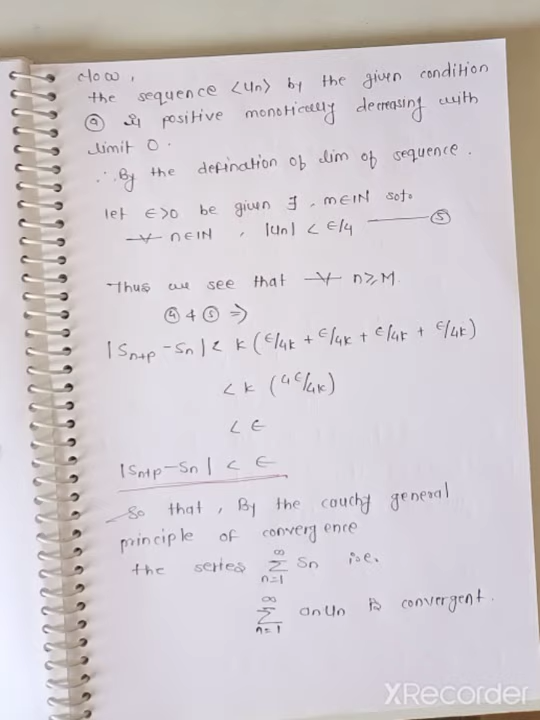 Now,
the sequence <un> by the given condition
ⓐ is positive monotically decreasing with
limit 0.
∴ By the defination of lim of sequence.
let ∈>0 be given ∃, m∈IN s.t.
∀ n∈IN, |un| < ∈/4 — ⑤
Thus we see that ∀ n≥M.
④ & ⑤ ⇒
|Sn+p - Sn| < k (∈/4k + ∈/4k + ∈/4k + ∈/4k)
< k (4∈/4k)
< ∈
|Sn+p - Sn| < ∈
So that, By the cauchy general
principle of convergence
the series ∞∑n=1 Sn i.e.
∞∑n=1 anun is convergent.
XRecorder